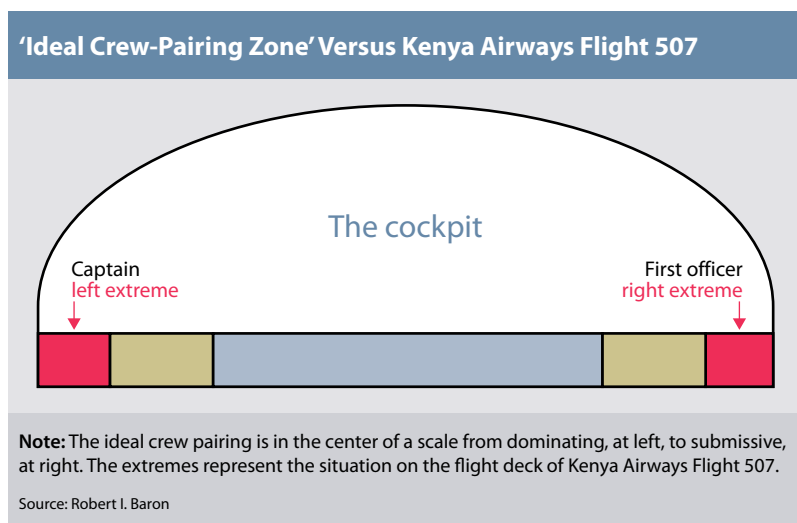 ‘Ideal Crew-Pairing Zone’ Versus Kenya Airways Flight 507
The cockpit
Captain
left extreme
First officer
right extreme
Note: The ideal crew pairing is in the center of a scale from dominating, at left, to submissive,
at right. The extremes represent the situation on the flight deck of Kenya Airways Flight 507.
Source: Robert I. Baron